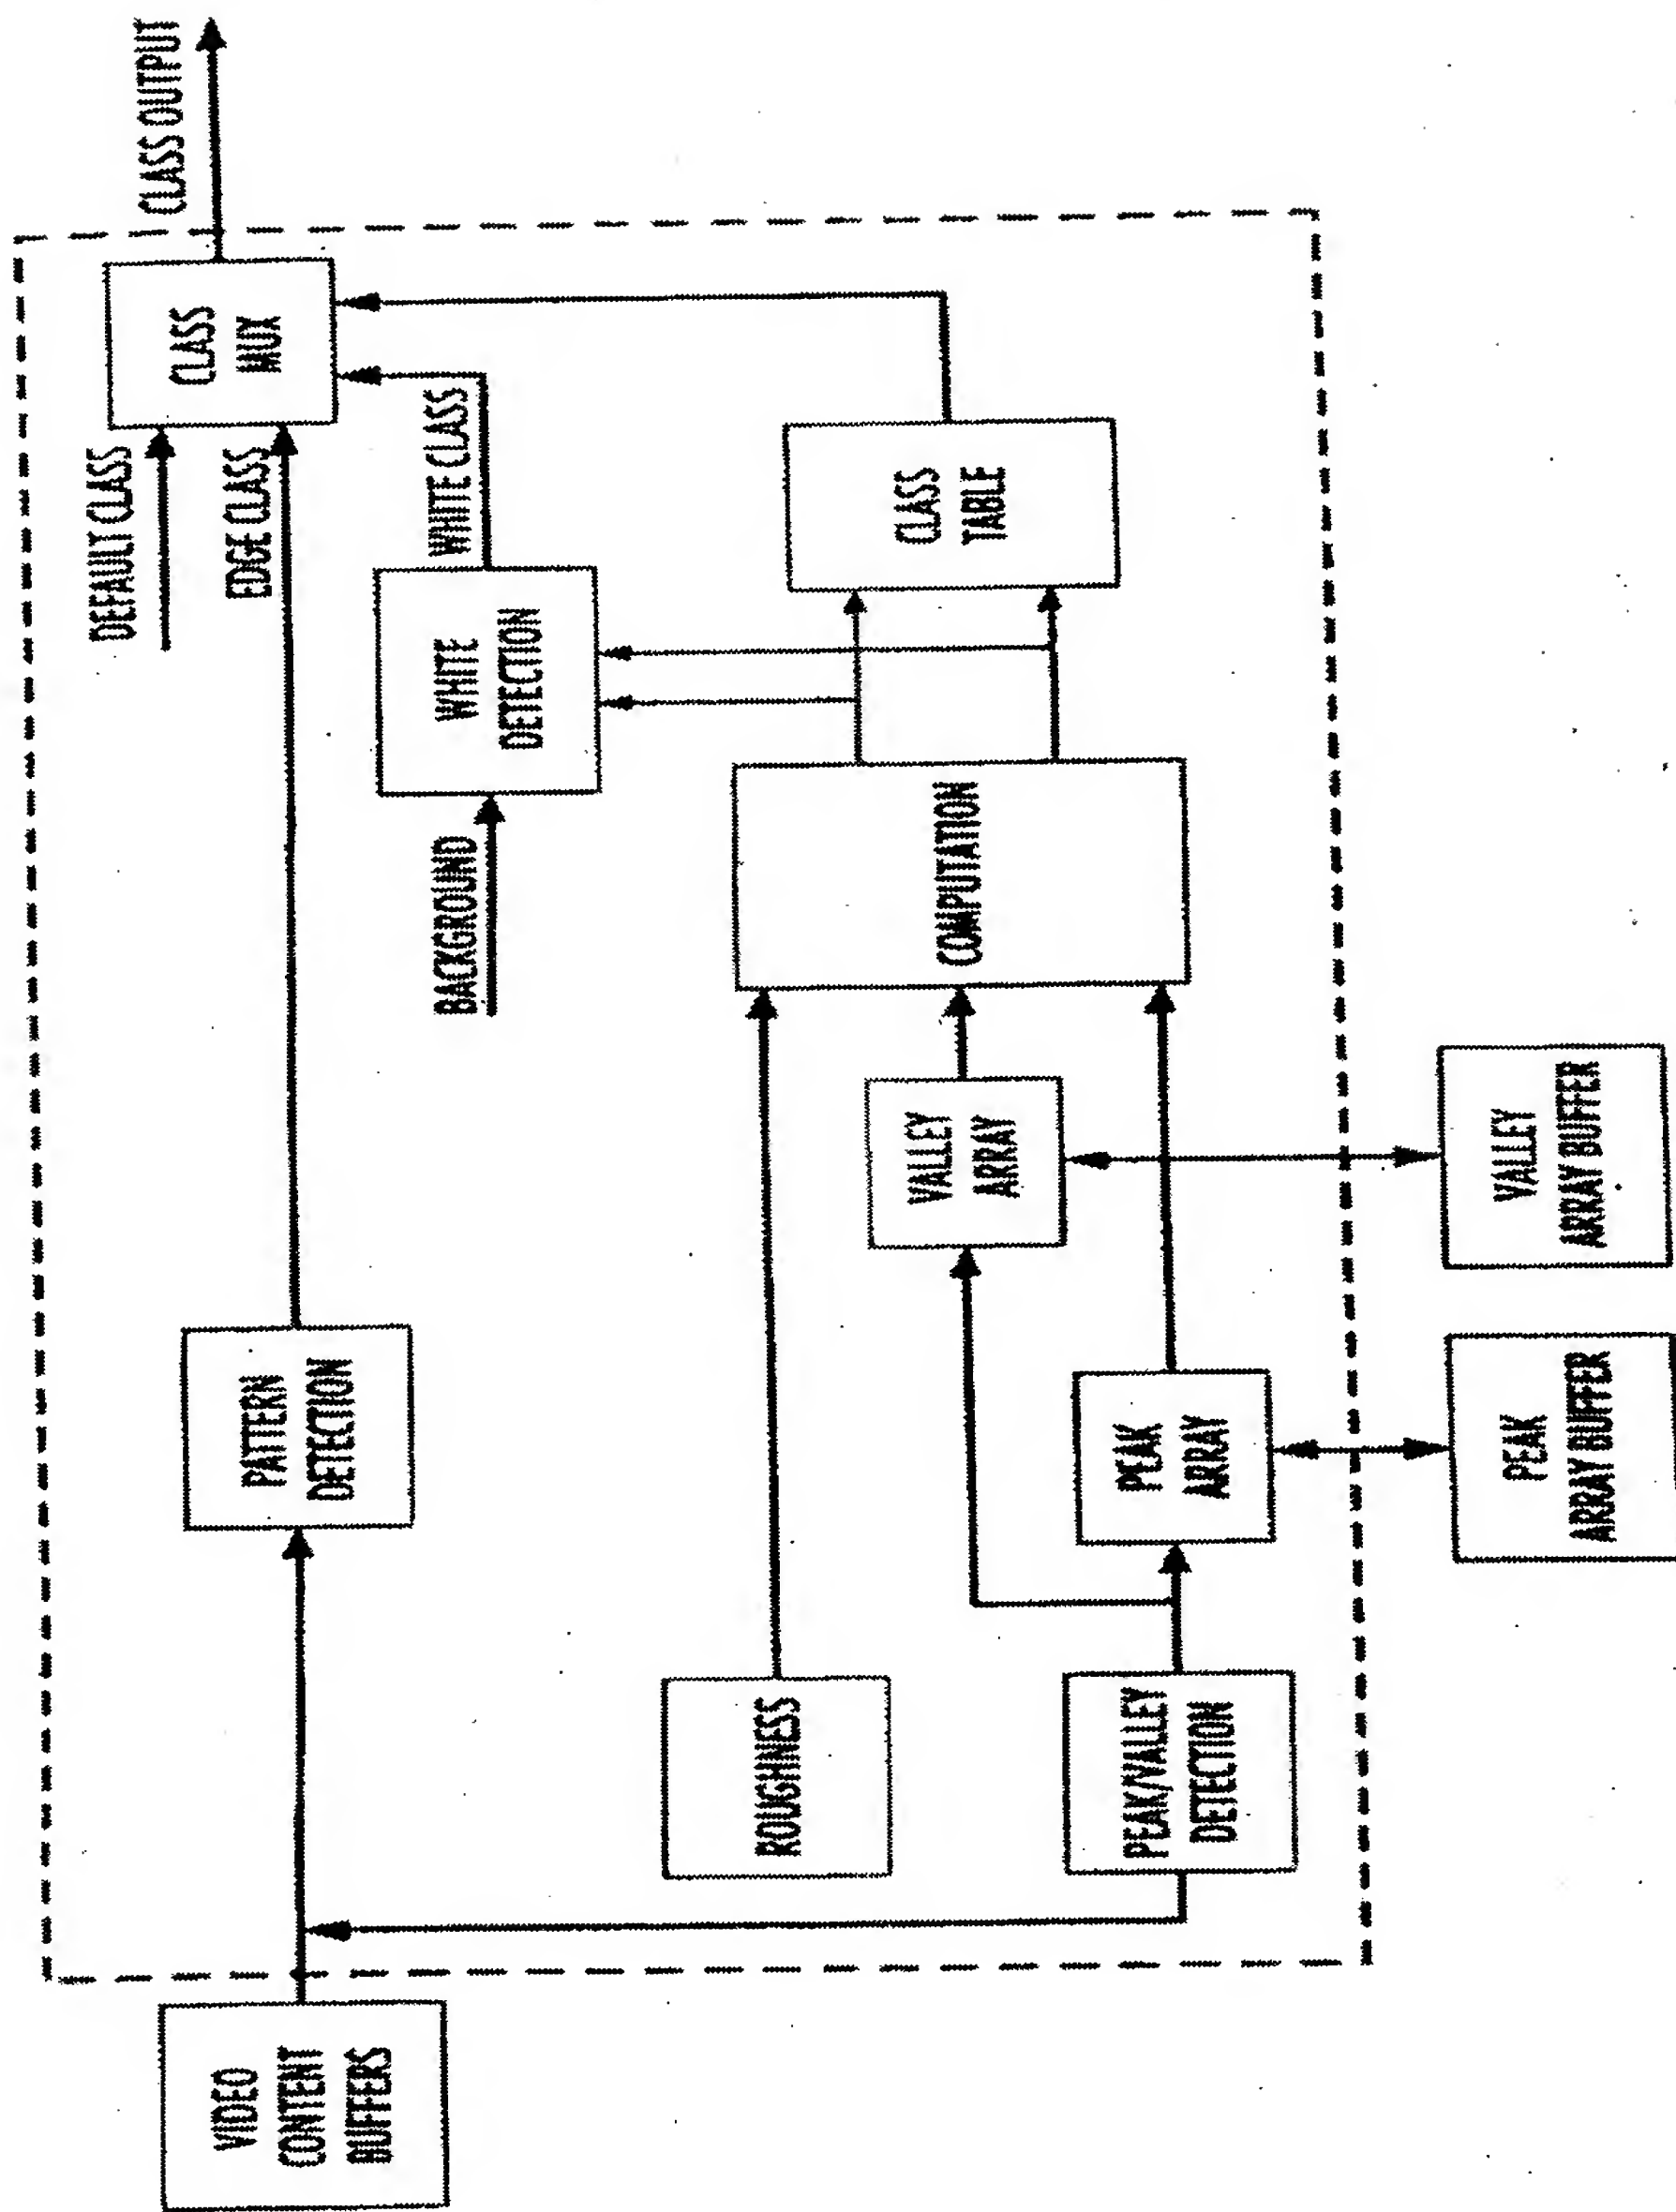 CLASS OUTPUT
DEFAULT CLASS
EDGE CLASS
CLASS
MUX
PATTERN
DETECTION
VIDEO
CONTENT
BUFFERS
BACKGROUND
WHITE
DETECTION
WHITE CLASS
ROUGHNESS
COMPUTATION
CLASS
TABLE
VALLEY
ARRAY
PEAK/VALLEY
DETECTION
PEAK
ARRAY
PEAK
ARRAY BUFFER
VALLEY
ARRAY BUFFER